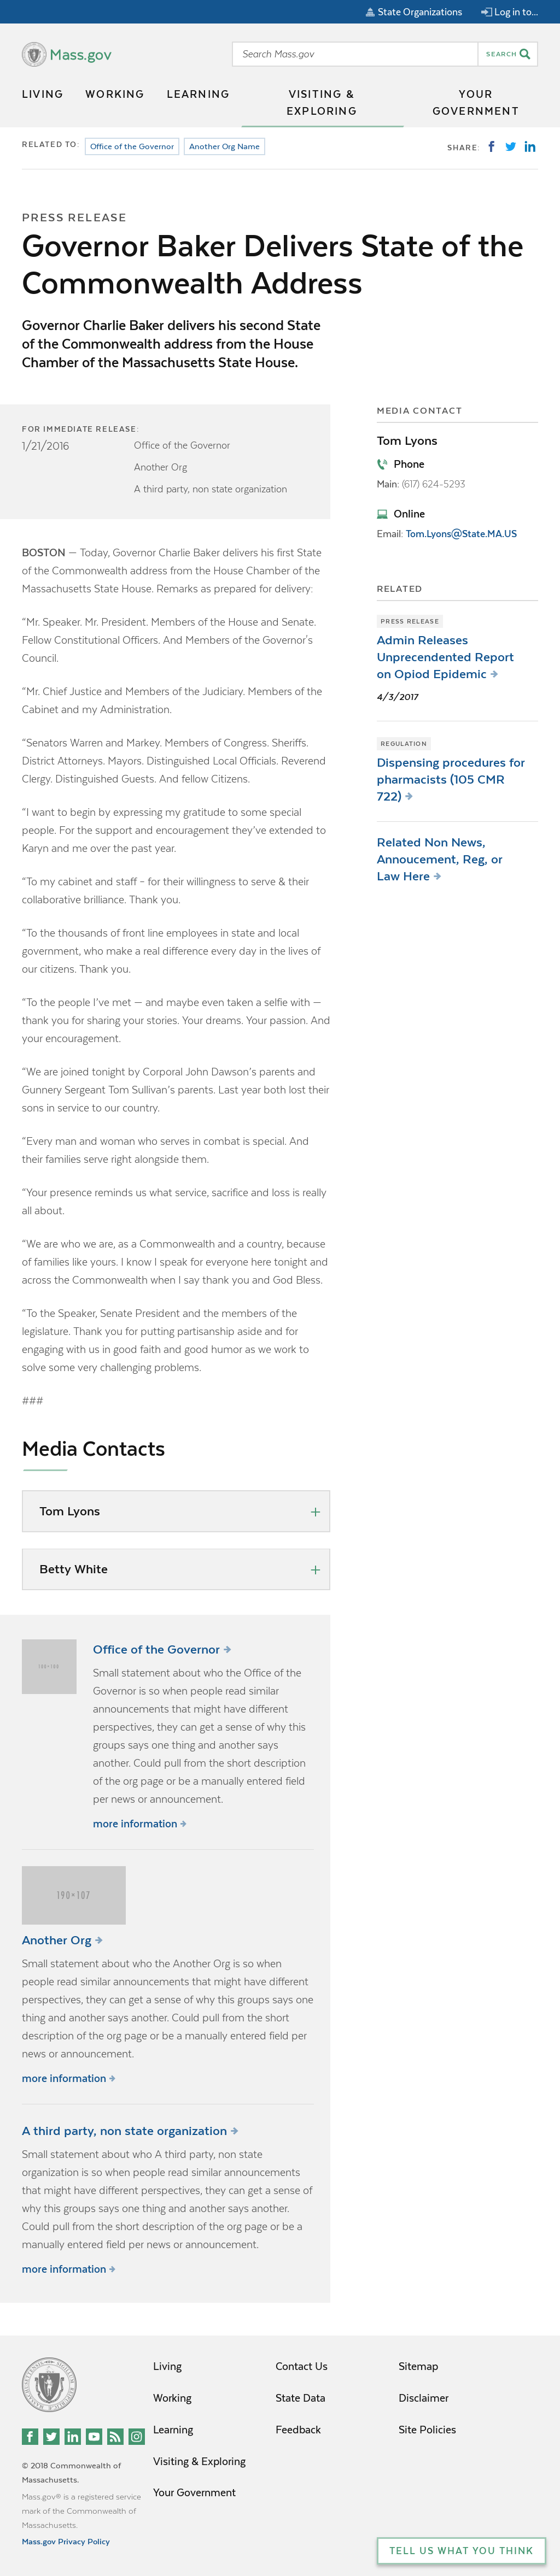 State Organizations
Log in to...
Mass.gov
Search Mass.gov
SEARCH
LIVING
WORKING
LEARNING
VISITING &
EXPLORING
YOUR
GOVERNMENT
RELATED TO:
Office of the Governor
Another Org Name
SHARE:
PRESS RELEASE
Governor Baker Delivers State of the
Commonwealth Address
Governor Charlie Baker delivers his second State
of the Commonwealth address from the House
Chamber of the Massachusetts State House.
FOR IMMEDIATE RELEASE:
1/21/2016
Office of the Governor
Another Org
A third party, non state organization
BOSTON — Today, Governor Charlie Baker delivers his first State
of the Commonwealth address from the House Chamber of the
Massachusetts State House. Remarks as prepared for delivery:
“Mr. Speaker. Mr. President. Members of the House and Senate.
Fellow Constitutional Officers. And Members of the Governor's
Council.
“Mr. Chief Justice and Members of the Judiciary. Members of the
Cabinet and my Administration.
“Senators Warren and Markey. Members of Congress. Sheriffs.
District Attorneys. Mayors. Distinguished Local Officials. Reverend
Clergy. Distinguished Guests. And fellow Citizens.
“I want to begin by expressing my gratitude to some special
people. For the support and encouragement they’ve extended to
Karyn and me over the past year.
“To my cabinet and staff – for their willingness to serve & their
collaborative brilliance. Thank you.
“To the thousands of front line employees in state and local
government, who make a real difference every day in the lives of
our citizens. Thank you.
“To the people I’ve met — and maybe even taken a selfie with —
thank you for sharing your stories. Your dreams. Your passion. And
your encouragement.
“We are joined tonight by Corporal John Dawson’s parents and
Gunnery Sergeant Tom Sullivan’s parents. Last year both lost their
sons in service to our country.
“Every man and woman who serves in combat is special. And
their families serve right alongside them.
“Your presence reminds us what service, sacrifice and loss is really
all about.
“We are who we are, as a Commonwealth and a country, because
of families like yours. I know I speak for everyone here tonight and
across the Commonwealth when I say thank you and God Bless.
“To the Speaker, Senate President and the members of the
legislature. Thank you for putting partisanship aside and for
engaging with us in good faith and good humor as we work to
solve some very challenging problems.
###
MEDIA CONTACT
Tom Lyons
Phone
Main: (617) 624-5293
Online
Email: Tom.Lyons@State.MA.US
RELATED
PRESS RELEASE
Admin Releases
Unprecendented Report
on Opiod Epidemic
4/3/2017
REGULATION
Dispensing procedures for
pharmacists (105 CMR
722)
Related Non News,
Annoucement, Reg, or
Law Here
Media Contacts
Tom Lyons
Betty White
190×190
Office of the Governor
Small statement about who the Office of the
Governor is so when people read similar
announcements that might have different
perspectives, they can get a sense of why this
groups says one thing and another says
another. Could pull from the short description
of the org page or be a manually entered field
per news or announcement.
more information
190×107
Another Org
Small statement about who the Another Org is so when
people read similar announcements that might have different
perspectives, they can get a sense of why this groups says one
thing and another says another. Could pull from the short
description of the org page or be a manually entered field per
news or announcement.
more information
A third party, non state organization
Small statement about who A third party, non state
organization is so when people read similar announcements
that might have different perspectives, they can get a sense of
why this groups says one thing and another says another.
Could pull from the short description of the org page or be a
manually entered field per news or announcement.
more information
© 2018 Commonwealth of
Massachusetts.
Mass.gov® is a registered service
mark of the Commonwealth of
Massachusetts.
Mass.gov Privacy Policy
Living
Working
Learning
Visiting & Exploring
Your Government
Contact Us
State Data
Feedback
Sitemap
Disclaimer
Site Policies
TELL US WHAT YOU THINK